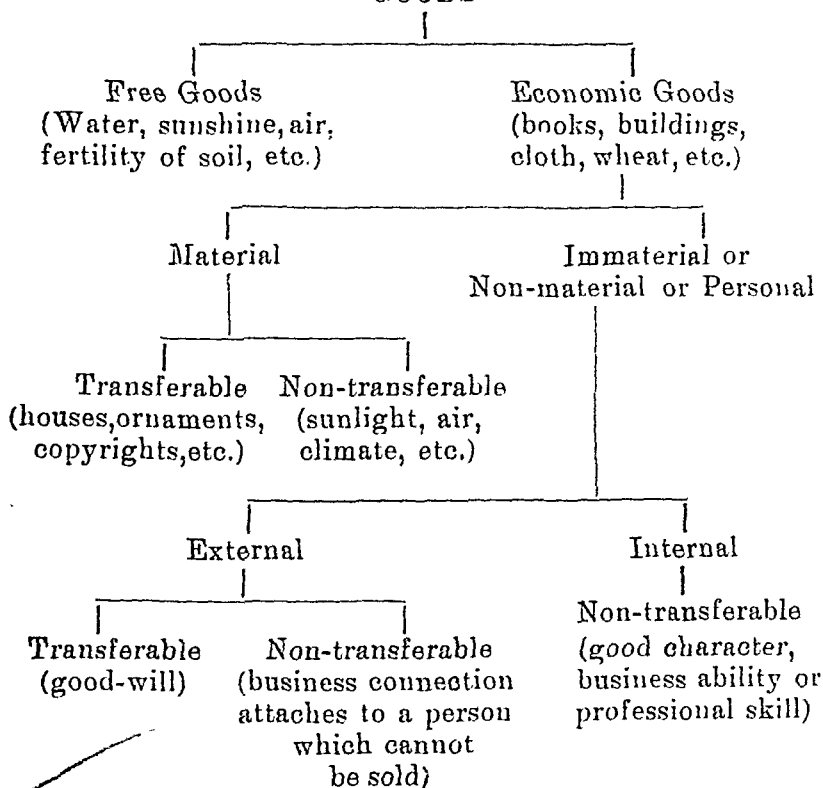 Free Goods
(Water, sunshine, air,
fertility of soil, etc.)
Economic Goods
(books, buildings,
cloth, wheat, etc.)
Material
Immaterial or
Non-material or Personal
Transferable
(houses,ornaments,
copyrights,etc.)
Non-transferable
(sunlight, air,
climate, etc.)
External
Internal
Transferable
(good-will)
Non-transferable
(business connection
attaches to a person
which cannot
be sold)
Non-transferable
(good character,
business ability or
professional skill)